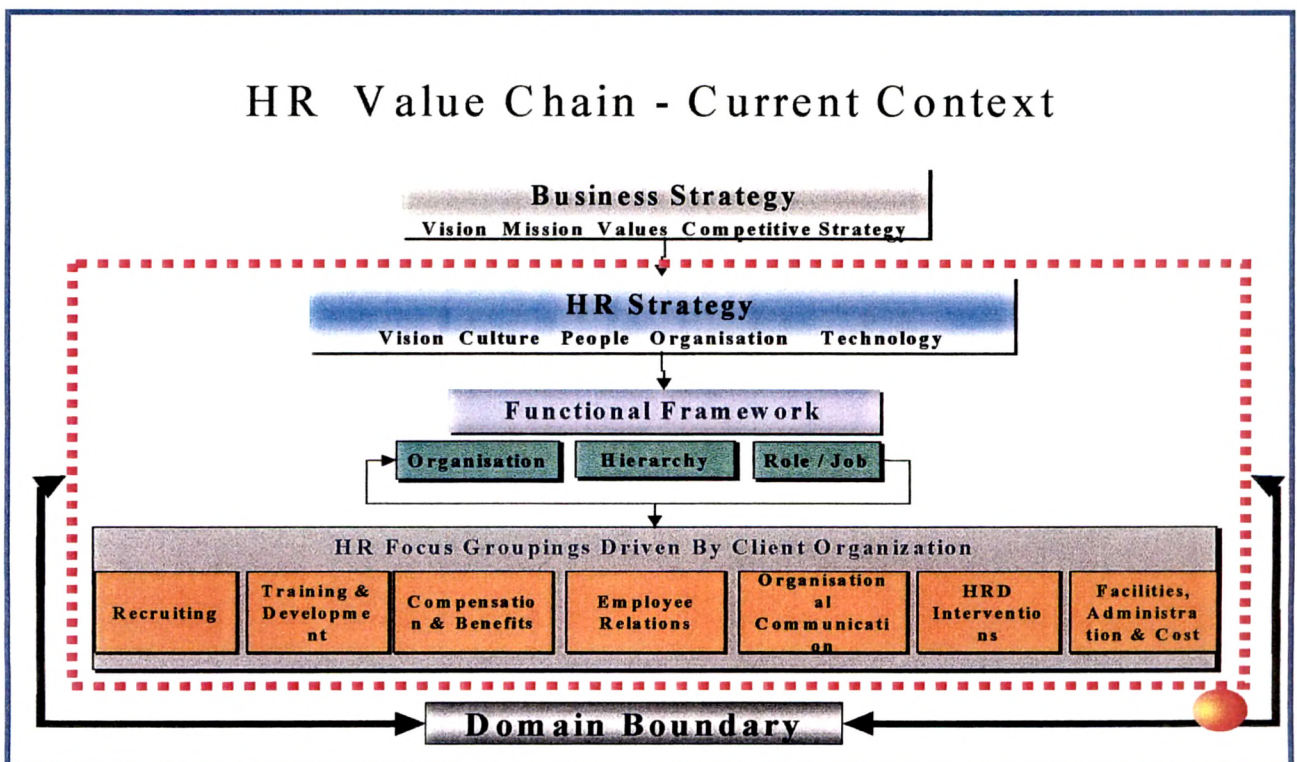 HR Value Chain - Current Context
Business Strategy
Vision Mission Values Competitive Strategy
HR Strategy
Vision Culture People Organisation Technology
Functional Framework
Organisation
Hierarchy
Role / Job
HR Focus Groupings Driven By Client Organization
Recruiting
Training &
Developme
nt
Compensatio
n & Benefits
Employee
Relations
Organisation
al
Communicati
on
HRD
Interventio
ns
Facilities,
Administra
tion & Cost
Domain Boundary